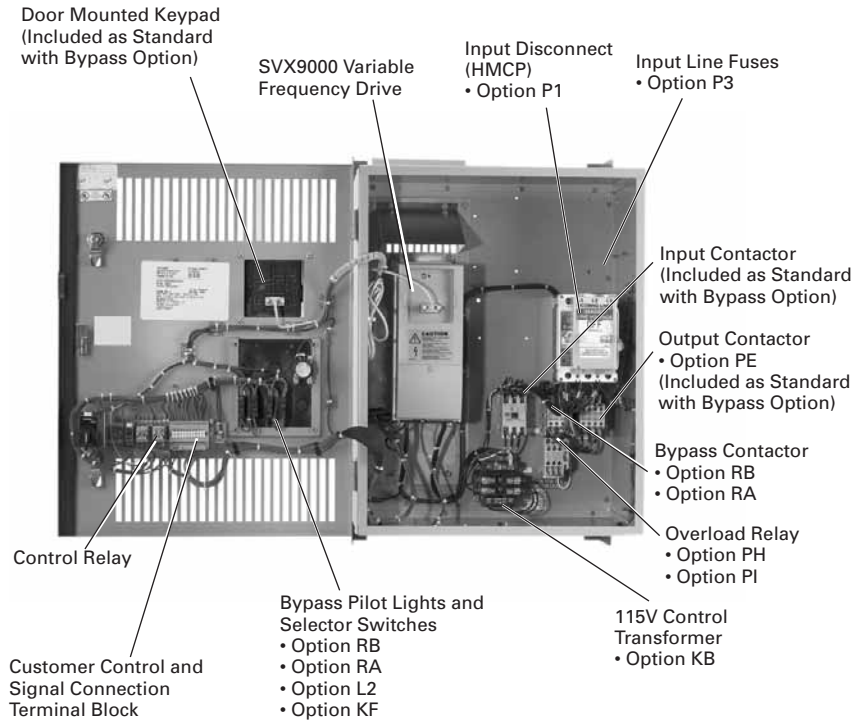 Door Mounted Keypad
(Included as Standard
with Bypass Option)
SVX9000 Variable
Frequency Drive
Input Disconnect
(HMCP)
• Option P1
Input Line Fuses
• Option P3
Input Contactor
(Included as Standard
with Bypass Option)
Output Contactor
• Option PE
(Included as Standard
with Bypass Option)
Bypass Contactor
• Option RB
• Option RA
Overload Relay
• Option PH
• Option PI
115V Control
Transformer
• Option KB
Bypass Pilot Lights and
Selector Switches
• Option RB
• Option RA
• Option L2
• Option KF
Control Relay
Customer Control and
Signal Connection
Terminal Block
CAUTION